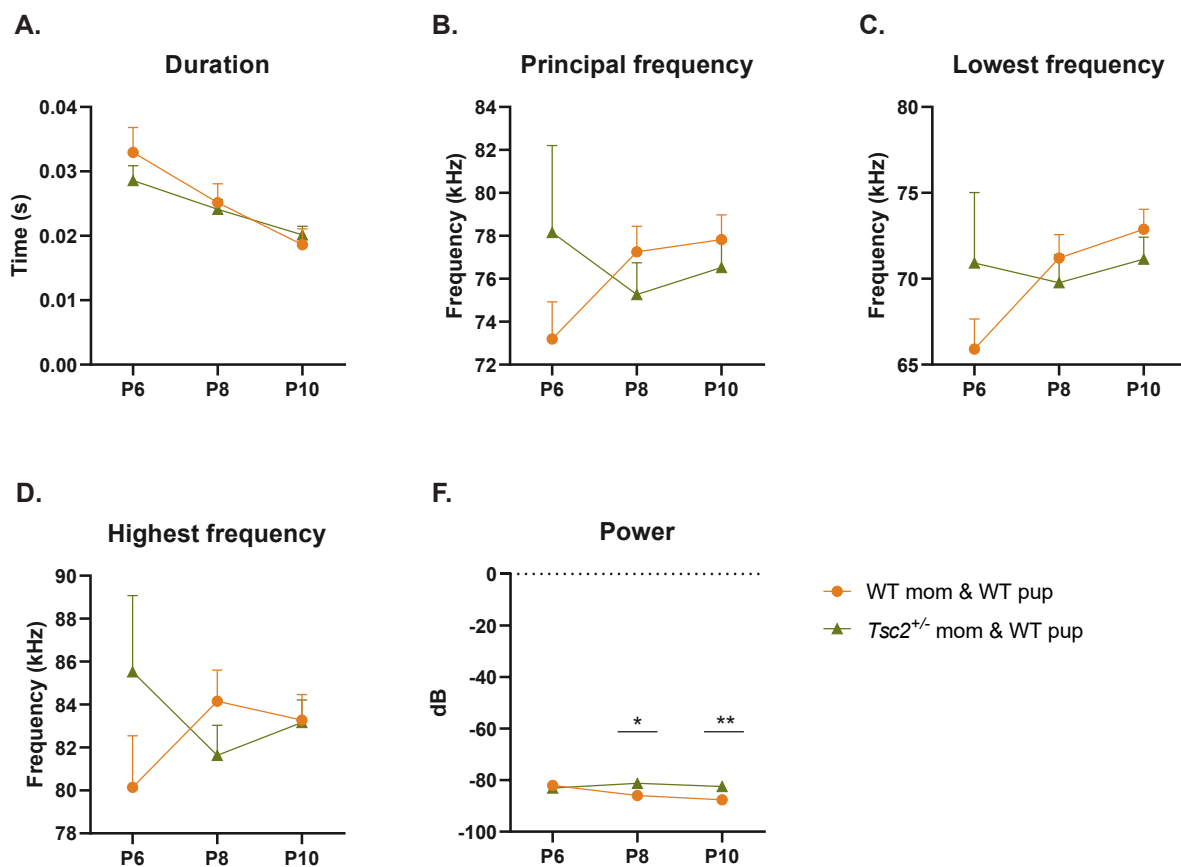 A.
Duration
Time (s)
0.04
0.03
0.02
0.01
0.00
P6
P8
P10
B.
Principal frequency
Frequency (kHz)
84
82
80
78
76
74
72
P6
P8
P10
C.
Lowest frequency
Frequency (kHz)
80
75
70
65
P6
P8
P10
D.
Highest frequency
Frequency (kHz)
90
88
86
84
82
80
78
P6
P8
P10
F.
Power
dB
0
-20
-40
-60
-80
-100
*
**
P6
P8
P10
WT mom & WT pup
Tsc2+/- mom & WT pup